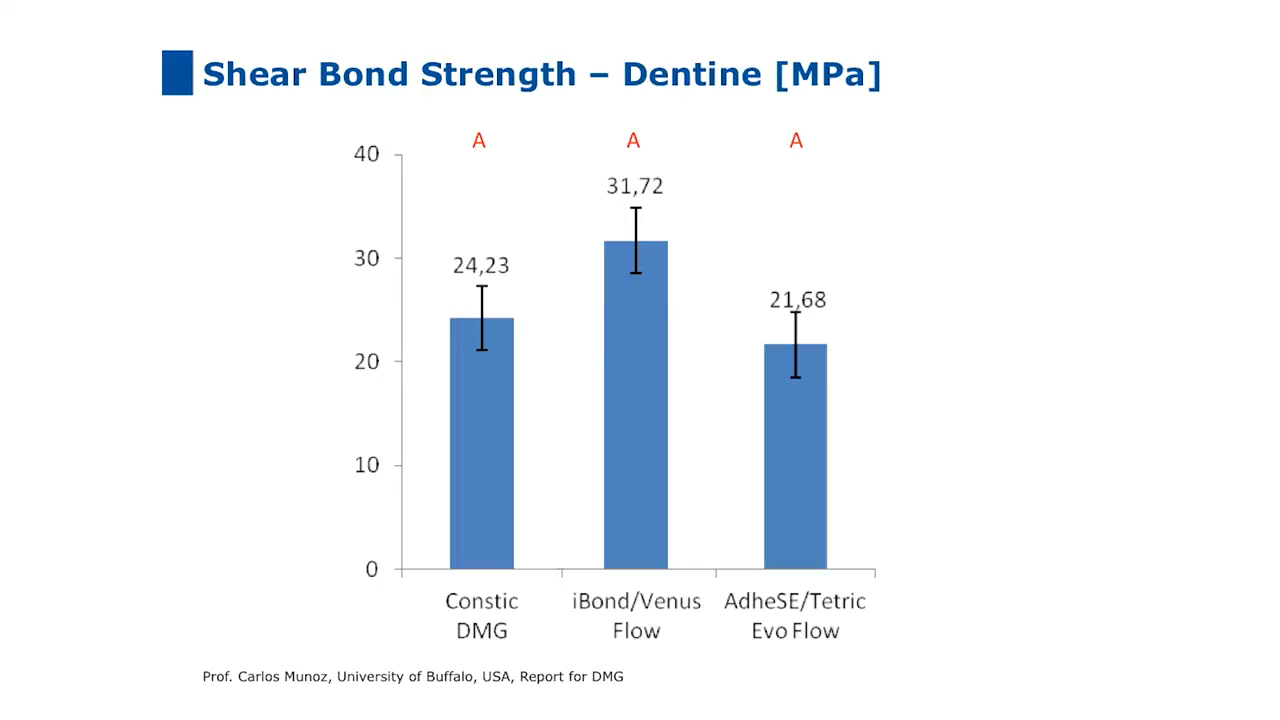 Shear Bond Strength – Dentine [MPa]
A A A
40
31,72
30
24,23
21,68
20
10
0
Constic DMG
iBond/Venus Flow
AdheSE/Tetric Evo Flow
Prof. Carlos Munoz, University of Buffalo, USA, Report for DMG